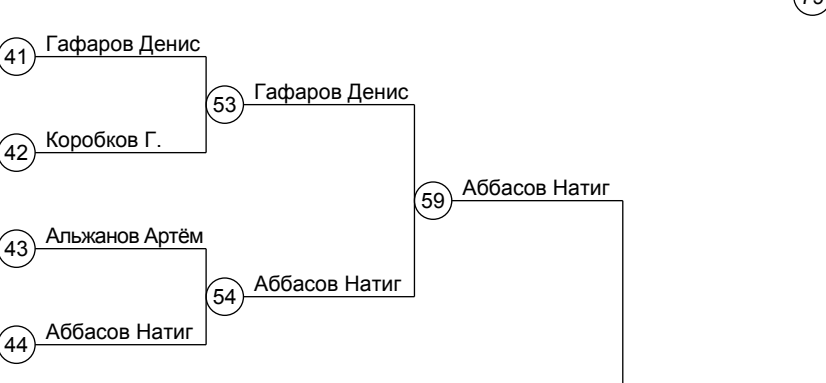 41 Гафаров Денис
53 Гафаров Денис
42 Коробков Г.
59 Аббасов Натиг
43 Альжанов Артём
54 Аббасов Натиг
44 Аббасов Натиг